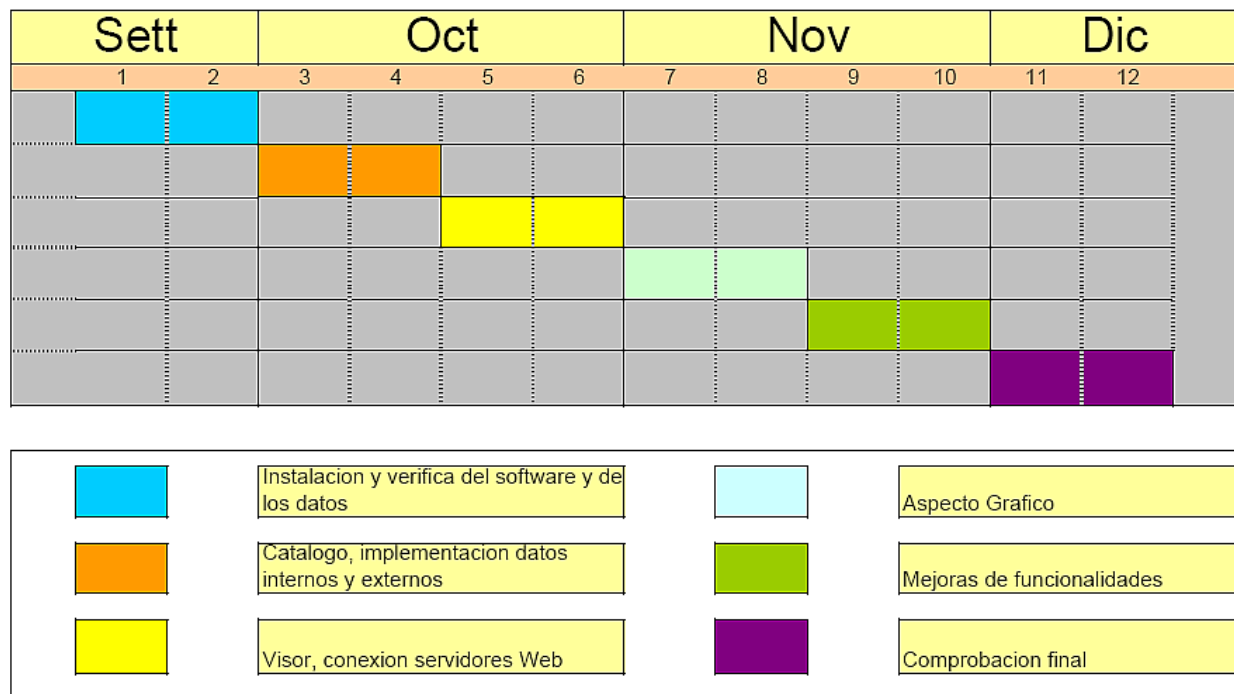 Sett Oct Nov Dic
1 2 3 4 5 6 7 8 9 10 11 12
Instalacion y verifica del software y de
los datos
Aspecto Grafico
Catalogo, implementacion datos
internos y externos
Mejoras de funcionalidades
Visor, conexion servidores Web
Comprobacion final